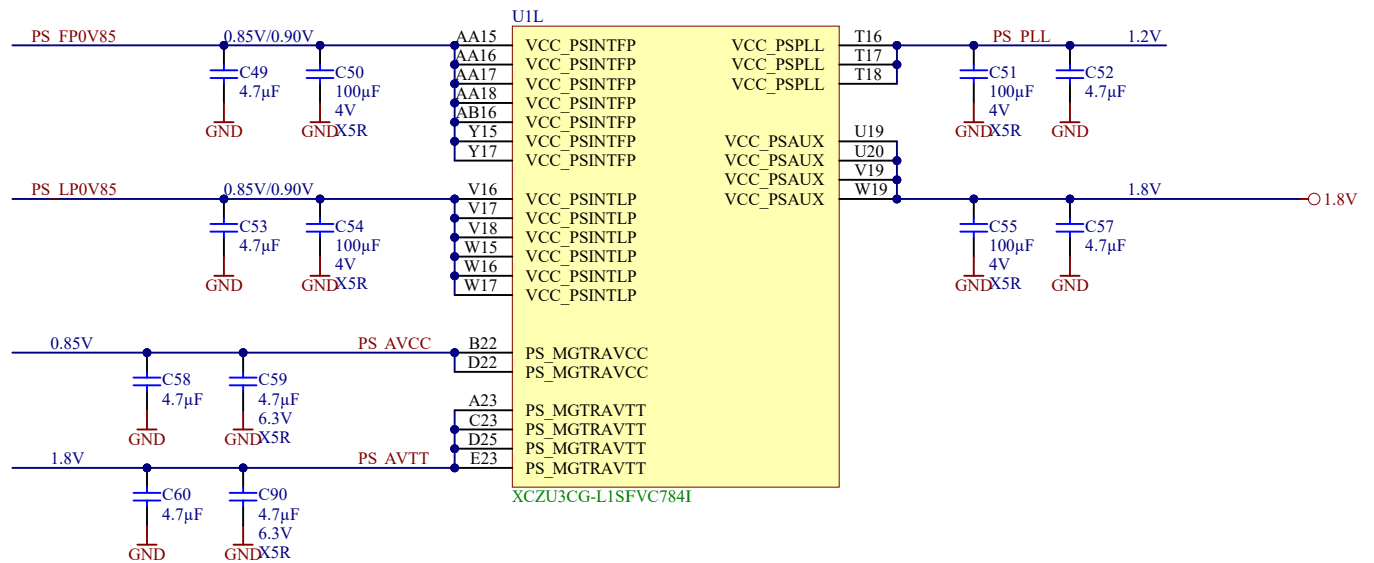 U1L
PS_FP0V85 0.85V/0.90V
AA15 VCC_PSINTFP
AA16 VCC_PSINTFP
AA17 VCC_PSINTFP
AA18 VCC_PSINTFP
AB16 VCC_PSINTFP
Y15 VCC_PSINTFP
Y17 VCC_PSINTFP
C49
4.7µF
GND
C50
100µF
4V
X5R
GND
VCC_PSPLL T16
VCC_PSPLL T17
VCC_PSPLL T18
PS_PLL 1.2V
C51
100µF
4V
X5R
GND
C52
4.7µF
GND
VCC_PSAUX U19
VCC_PSAUX U20
VCC_PSAUX V19
VCC_PSAUX W19
1.8V
1.8V
PS_LP0V85 0.85V/0.90V
V16 VCC_PSINTLP
V17 VCC_PSINTLP
V18 VCC_PSINTLP
W15 VCC_PSINTLP
W16 VCC_PSINTLP
W17 VCC_PSINTLP
C53
4.7µF
GND
C54
100µF
4V
X5R
GND
C55
100µF
4V
X5R
GND
C57
4.7µF
GND
0.85V PS_AVCC
B22 PS_MGTRAVCC
D22 PS_MGTRAVCC
C58
4.7µF
GND
C59
4.7µF
6.3V
X5R
GND
A23 PS_MGTRAVTT
C23 PS_MGTRAVTT
D25 PS_MGTRAVTT
E23 PS_MGTRAVTT
1.8V PS_AVTT
C60
4.7µF
GND
C90
4.7µF
6.3V
X5R
GND
XCZU3CG-L1SFVC784I